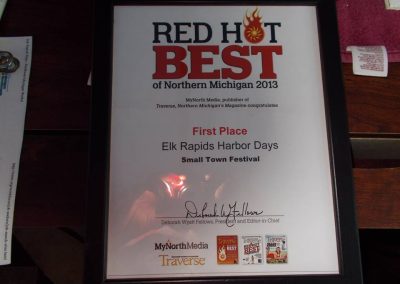 RED HOT
BEST
of Northern Michigan 2013
MyNorth Media, publisher of
Traverse, Northern Michigan's Magazine congratulates
First Place
Elk Rapids Harbor Days
Small Town Festival
Deborah Wyatt Fellows, President and Editor in Chief
MyNorthMedia
Traverse